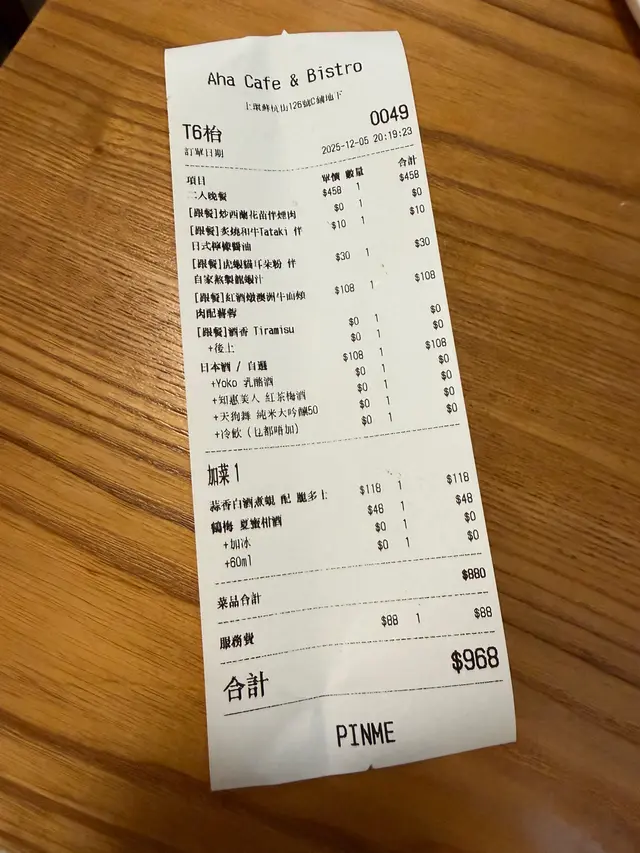 Aha Cafe & Bistro
上環蘇杭街126號C鋪地下
T6枱 0049
訂單日期 2025-12-05 20:19:23
項目 單價 數量 合計
二人晚餐 $458 1 $458
[跟餐]炒西蘭花苗伴煙肉 $0 1 $0
[跟餐]炙燒和牛Tataki 伴 $10 1 $10
日式檸檬醬油
[跟餐]虎蝦貓耳朵粉 伴 $30 1 $30
自家熬製龍蝦汁
[跟餐]紅酒燉澳洲牛面頰 $108 1 $108
肉配薯蓉
[跟餐]酒香 Tiramisu $0 1 $0
+後上 $0 1 $0
日本酒 / 自選 $108 1 $108
+Yoko 乳酪酒 $0 1 $0
+知惠美人 紅茶梅酒 $0 1 $0
+天狗舞 純米大吟釀50 $0 1 $0
+冷飲 (乜都唔加) $0 1 $0
加菜 1
蒜香白酒煮蜆 配 脆多士 $118 1 $118
鶴梅 夏蜜柑酒 $48 1 $48
+加冰 $0 1 $0
+60ml $0 1 $0
菜品合計 $880
服務費 $88 1 $88
合計 $968
PINME